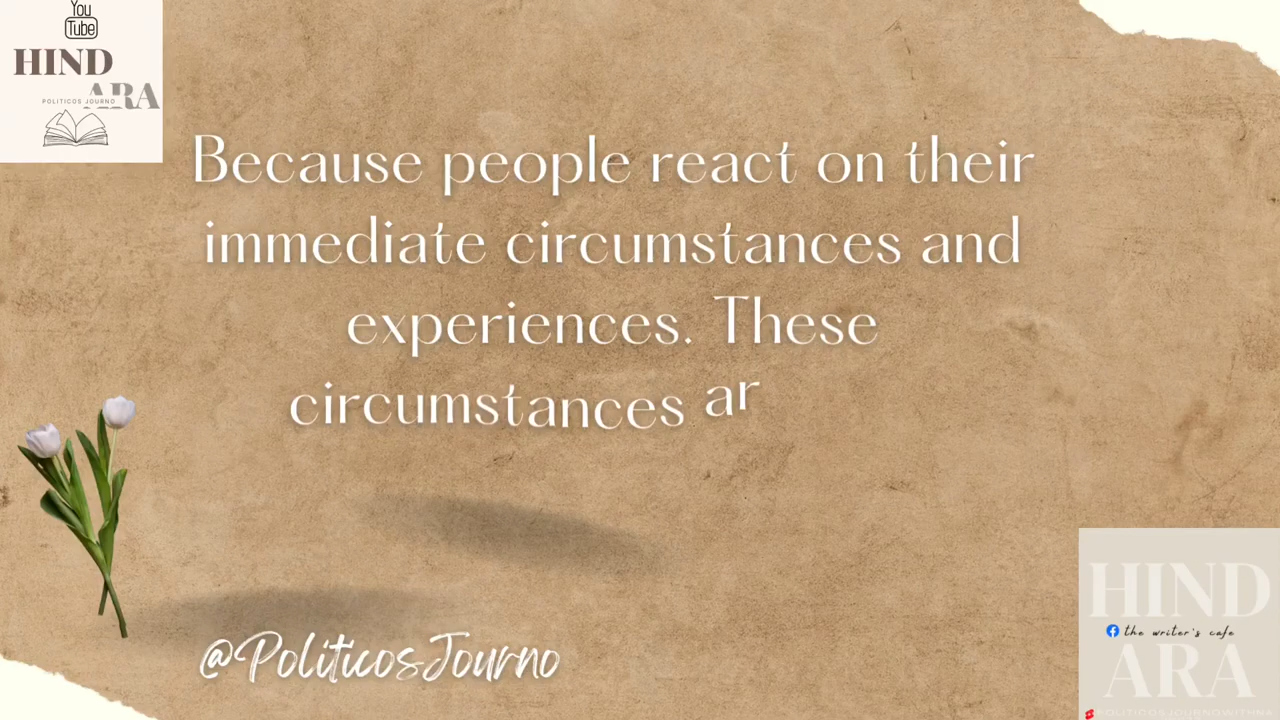 You
Tube
HIND
ARA
POLITICOS JOURNO
Because people react on their
immediate circumstances and
experiences. These
circumstances ar
@PoliticosJourno
HIND
the writer's cafe
ARA